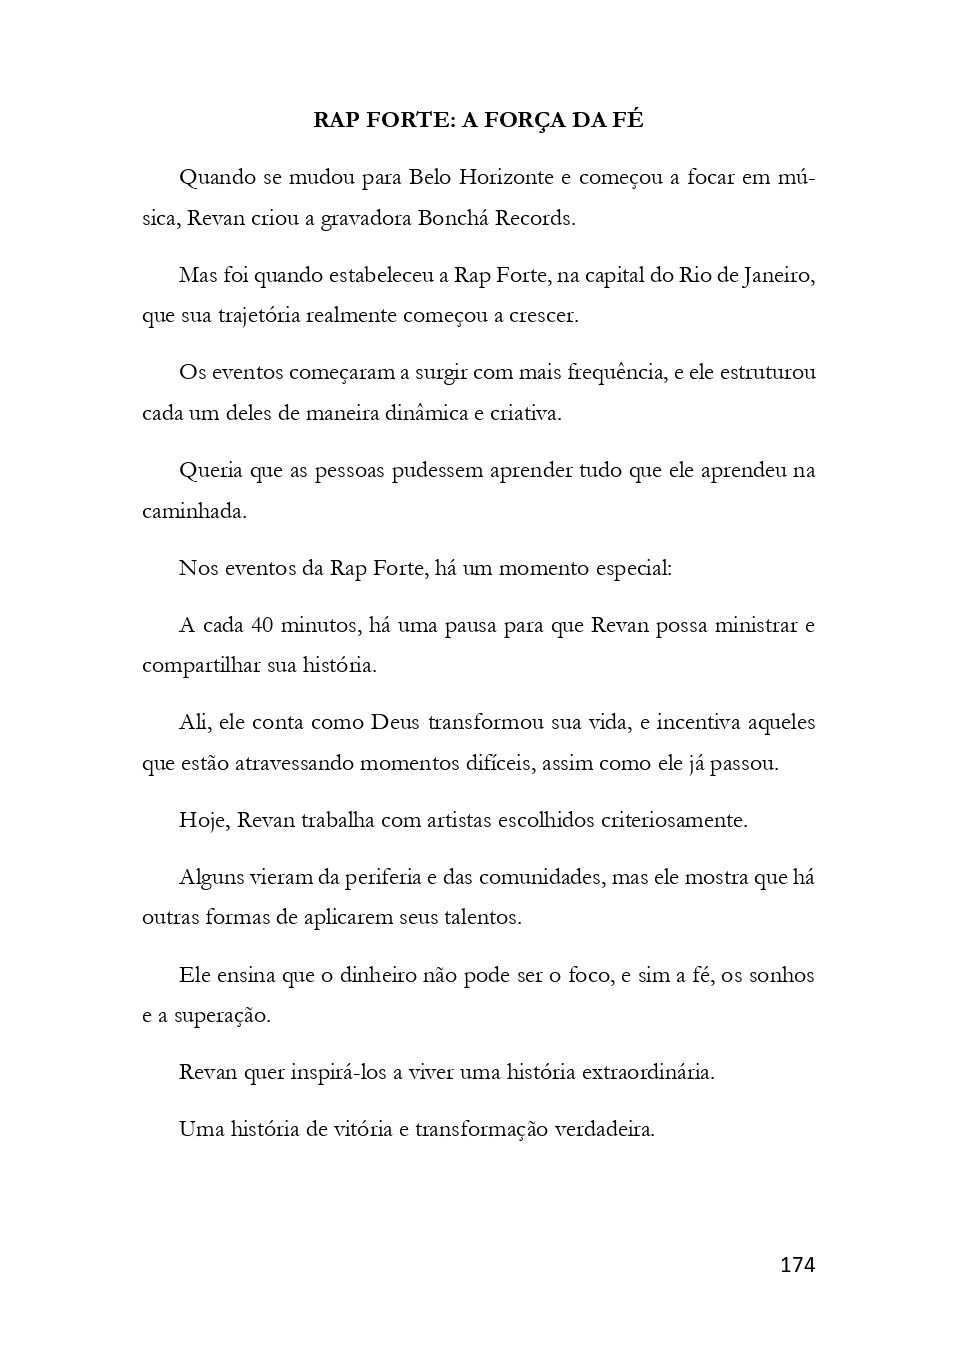 RAP FORTE: A FORÇA DA FÉ
Quando se mudou para Belo Horizonte e começou a focar em mú-
sica, Revan criou a gravadora Bonchá Records.
Mas foi quando estabeleceu a Rap Forte, na capital do Rio de Janeiro,
que sua trajetória realmente começou a crescer.
Os eventos começaram a surgir com mais frequência, e ele estruturou
cada um deles de maneira dinâmica e criativa.
Queria que as pessoas pudessem aprender tudo que ele aprendeu na
caminhada.
Nos eventos da Rap Forte, há um momento especial:
A cada 40 minutos, há uma pausa para que Revan possa ministrar e
compartilhar sua história.
Ali, ele conta como Deus transformou sua vida, e incentiva aqueles
que estão atravessando momentos difíceis, assim como ele já passou.
Hoje, Revan trabalha com artistas escolhidos criteriosamente.
Alguns vieram da periferia e das comunidades, mas ele mostra que há
outras formas de aplicarem seus talentos.
Ele ensina que o dinheiro não pode ser o foco, e sim a fé, os sonhos
e a superação.
Revan quer inspirá-los a viver uma história extraordinária.
Uma história de vitória e transformação verdadeira.
174